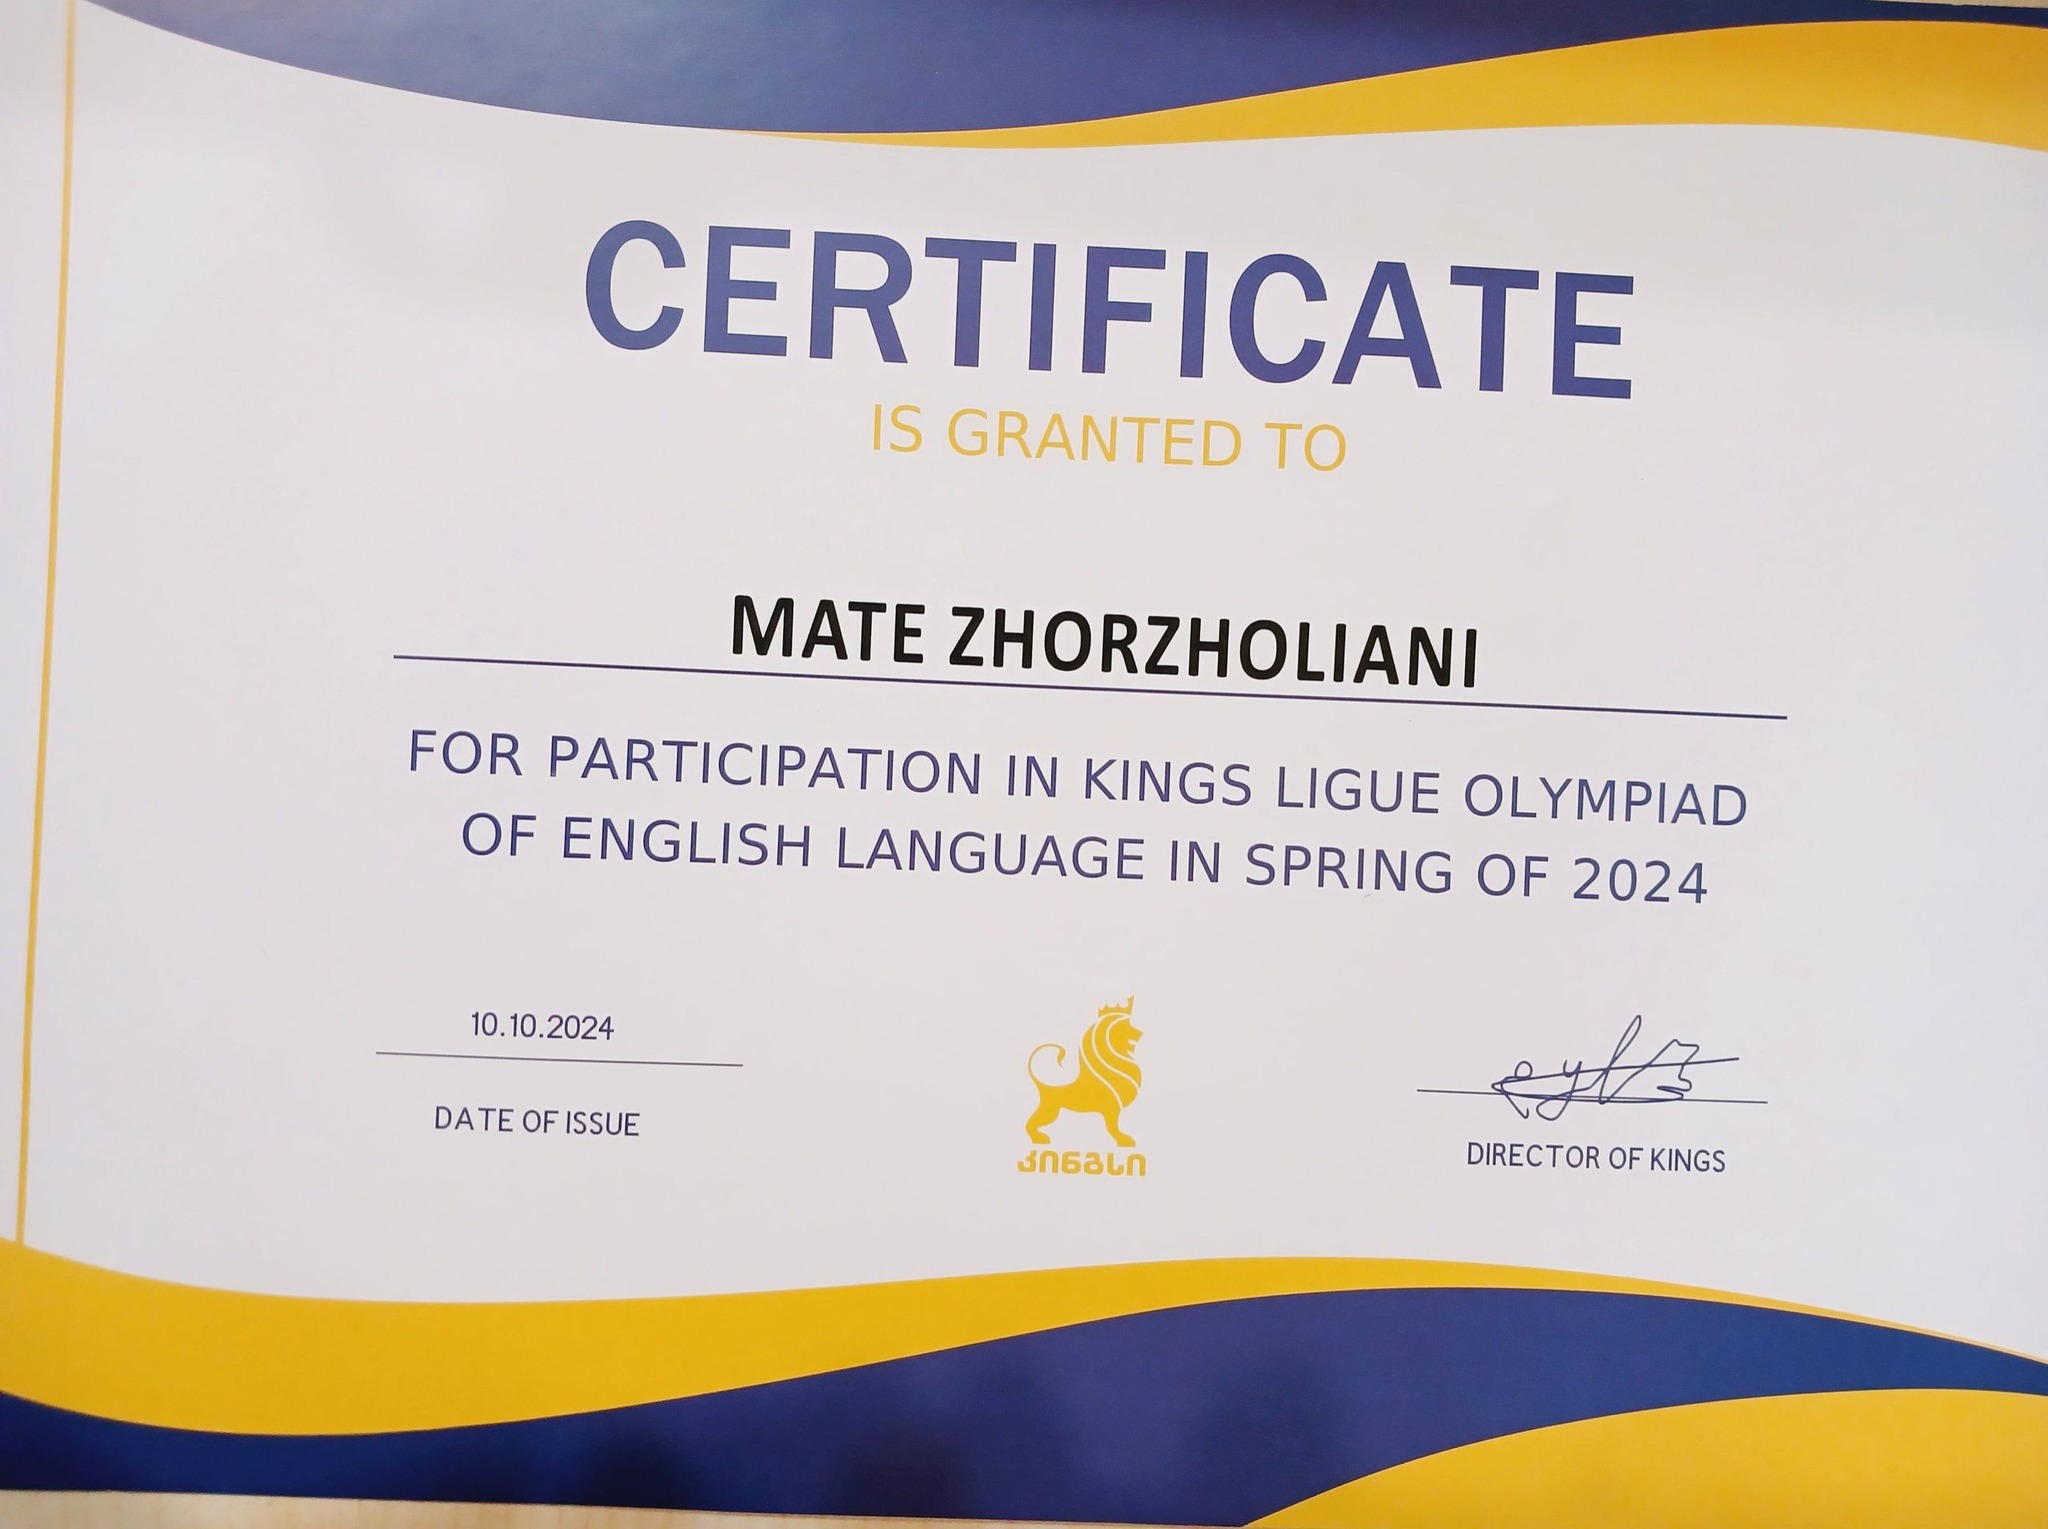 CERTIFICATE
IS GRANTED TO
MATE ZHORZHOLIANI
FOR PARTICIPATION IN KINGS LIGUE OLYMPIAD
OF ENGLISH LANGUAGE IN SPRING OF 2024
10.10.2024
DATE OF ISSUE
კინგსი
DIRECTOR OF KINGS